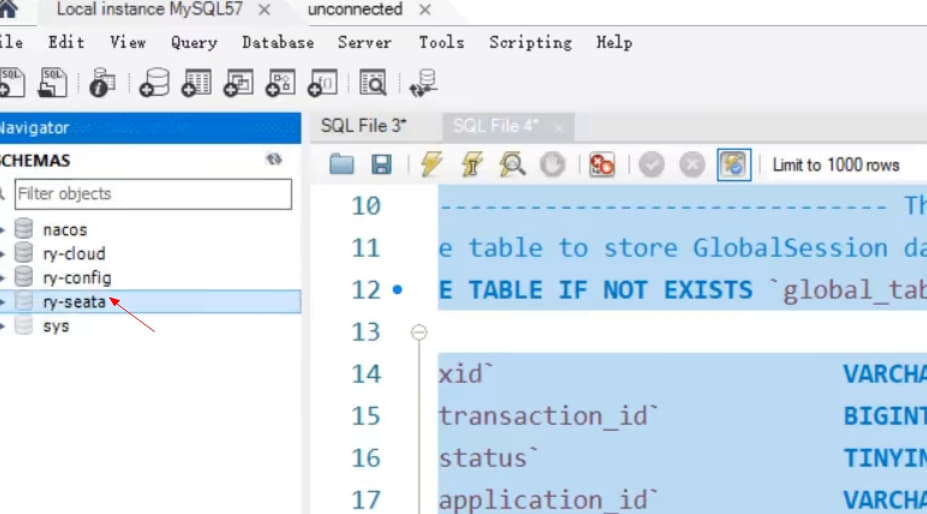 Local instance MySQL57
unconnected
ile Edit View Query Database Server Tools Scripting Help
SQL SQL
Navigator
SQL File 3* SQL File 4*
SCHEMAS
Limit to 1000 rows
Filter objects
nacos
ry-cloud
ry-config
ry-seata
sys
10 -------------------------------- Th
11 e table to store GlobalSession da
12 E TABLE IF NOT EXISTS `global_tab
13
14 xid` VARCHA
15 transaction_id` BIGINT
16 status` TINYIN
17 application_id` VARCHA